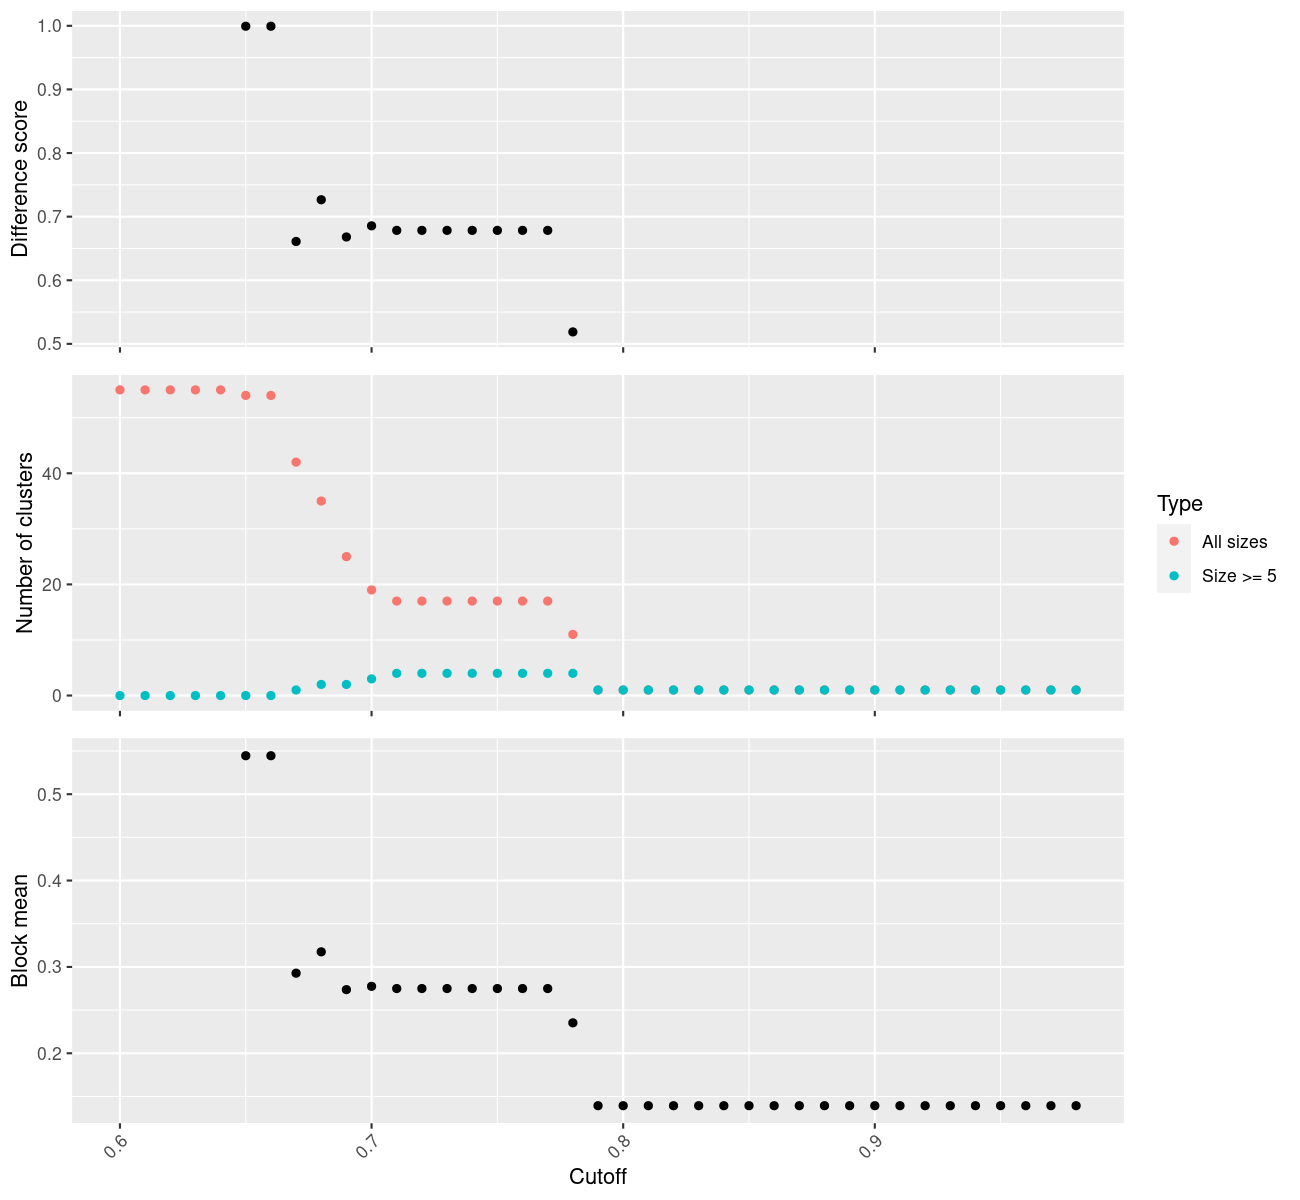 1.0
0.9
0.8
0.7
0.6
0.5
Difference score
40
20
0
Number of clusters
Type
All sizes
Size >= 5
0.5
0.4
0.3
0.2
Block mean
0.6 0.7 0.8 0.9
Cutoff